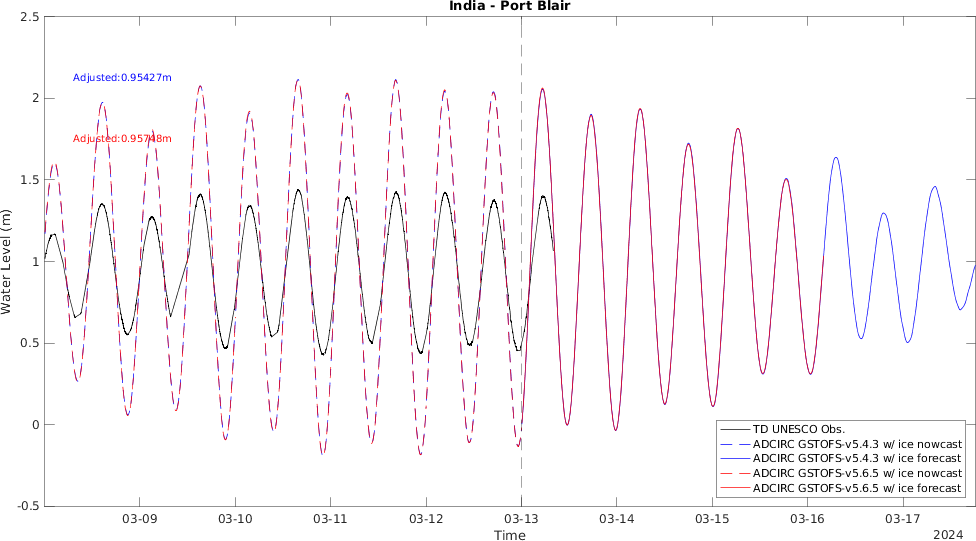 India - Port Blair
2.5
2
1.5
1
0.5
0
-0.5
Water Level (m)
Adjusted:0.95427m
Adjusted:0.95748m
TD UNESCO Obs.
ADCIRC GSTOFS-v5.4.3 w/ ice nowcast
ADCIRC GSTOFS-v5.4.3 w/ ice forecast
ADCIRC GSTOFS-v5.6.5 w/ ice nowcast
ADCIRC GSTOFS-v5.6.5 w/ ice forecast
03-09 03-10 03-11 03-12 03-13 03-14 03-15 03-16 03-17
Time
2024